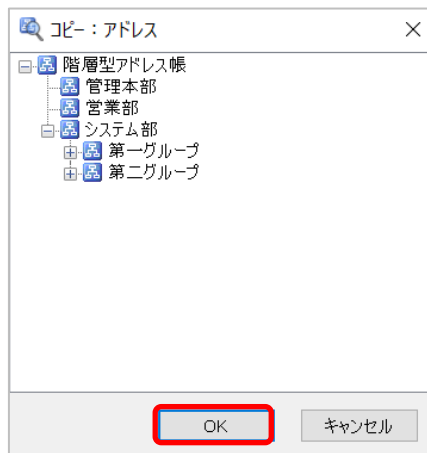 コピー：アドレス
階層型アドレス帳
管理本部
営業部
システム部
第一グループ
第二グループ
OK
キャンセル